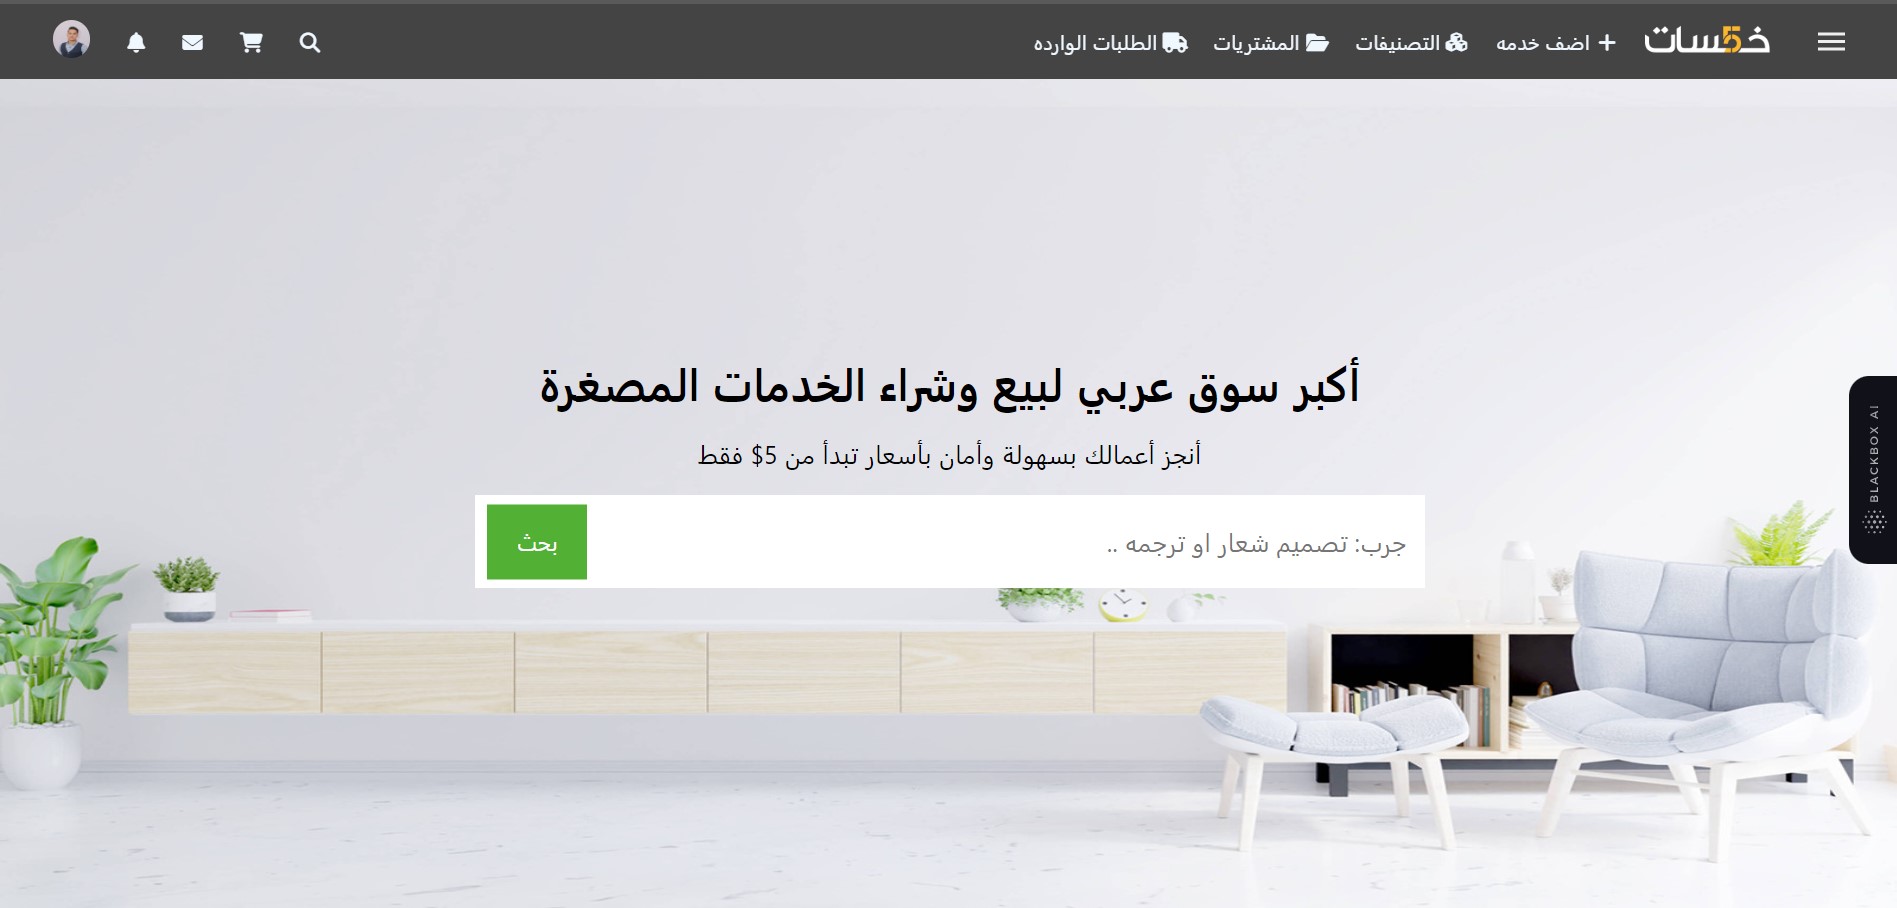 خ5سات
اضف خدمه
التصنيفات
المشتريات
الطلبات الوارده
أكبر سوق عربي لبيع وشراء الخدمات المصغرة
أنجز أعمالك بسهولة وأمان بأسعار تبدأ من 5$ فقط
جرب: تصميم شعار او ترجمه ..
بحث
BLACKBOX AI